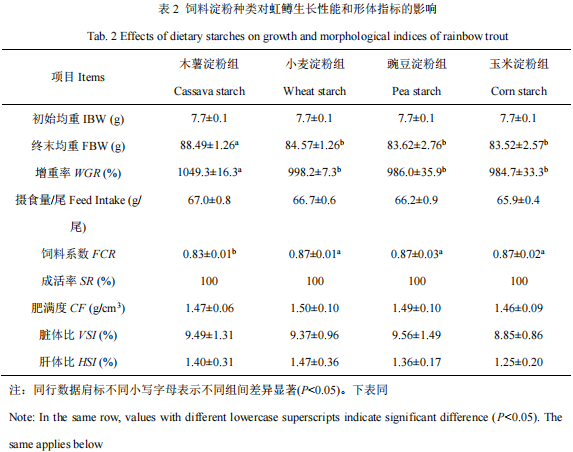 表 2 饲料淀粉种类对虹鳟生长性能和形体指标的影响
Tab. 2 Effects of dietary starches on growth and morphological indices of rainbow trout
项目 Items 木薯淀粉组 Cassava starch 小麦淀粉组 Wheat starch 豌豆淀粉组 Pea starch 玉米淀粉组 Corn starch
初始均重 IBW (g) 7.7±0.1 7.7±0.1 7.7±0.1 7.7±0.1
终末均重 FBW (g) 88.49±1.26ᵃ 84.57±1.26ᵇ 83.62±2.76ᵇ 83.52±2.57ᵇ
增重率 WGR (%) 1049.3±16.3ᵃ 998.2±7.3ᵇ 986.0±35.9ᵇ 984.7±33.3ᵇ
摄食量/尾 Feed Intake (g/尾) 67.0±0.8 66.7±0.6 66.2±0.9 65.9±0.4
饲料系数 FCR 0.83±0.01ᵇ 0.87±0.01ᵃ 0.87±0.03ᵃ 0.87±0.02ᵃ
成活率 SR (%) 100 100 100 100
肥满度 CF (g/cm³) 1.47±0.06 1.50±0.10 1.49±0.10 1.46±0.09
脏体比 VSI (%) 9.49±1.31 9.37±0.96 9.56±1.49 8.85±0.86
肝体比 HSI (%) 1.40±0.31 1.47±0.36 1.36±0.17 1.25±0.20
注：同行数据肩标不同小写字母表示不同组间差异显著(P<0.05)。下表同
Note: In the same row, values with different lowercase superscripts indicate significant difference (P<0.05). The
same applies below